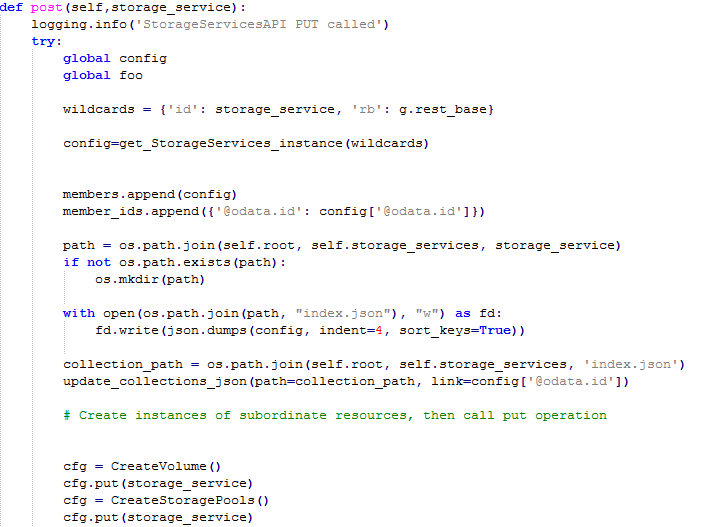 def post(self,storage_service):
    logging.info('StorageServicesAPI PUT called')
    try:
        global config
        global foo
        wildcards = {'id': storage_service, 'rb': g.rest_base}
        config=get_StorageServices_instance(wildcards)
        members.append(config)
        member_ids.append({'@odata.id': config['@odata.id']})
        path = os.path.join(self.root, self.storage_services, storage_service)
        if not os.path.exists(path):
            os.mkdir(path)
        with open(os.path.join(path, "index.json"), "w") as fd:
            fd.write(json.dumps(config, indent=4, sort_keys=True))
        collection_path = os.path.join(self.root, self.storage_services, 'index.json')
        update_collections_json(path=collection_path, link=config['@odata.id'])
        # Create instances of subordinate resources, then call put operation
        cfg = CreateVolume()
        cfg.put(storage_service)
        cfg = CreateStoragePools()
        cfg.put(storage_service)